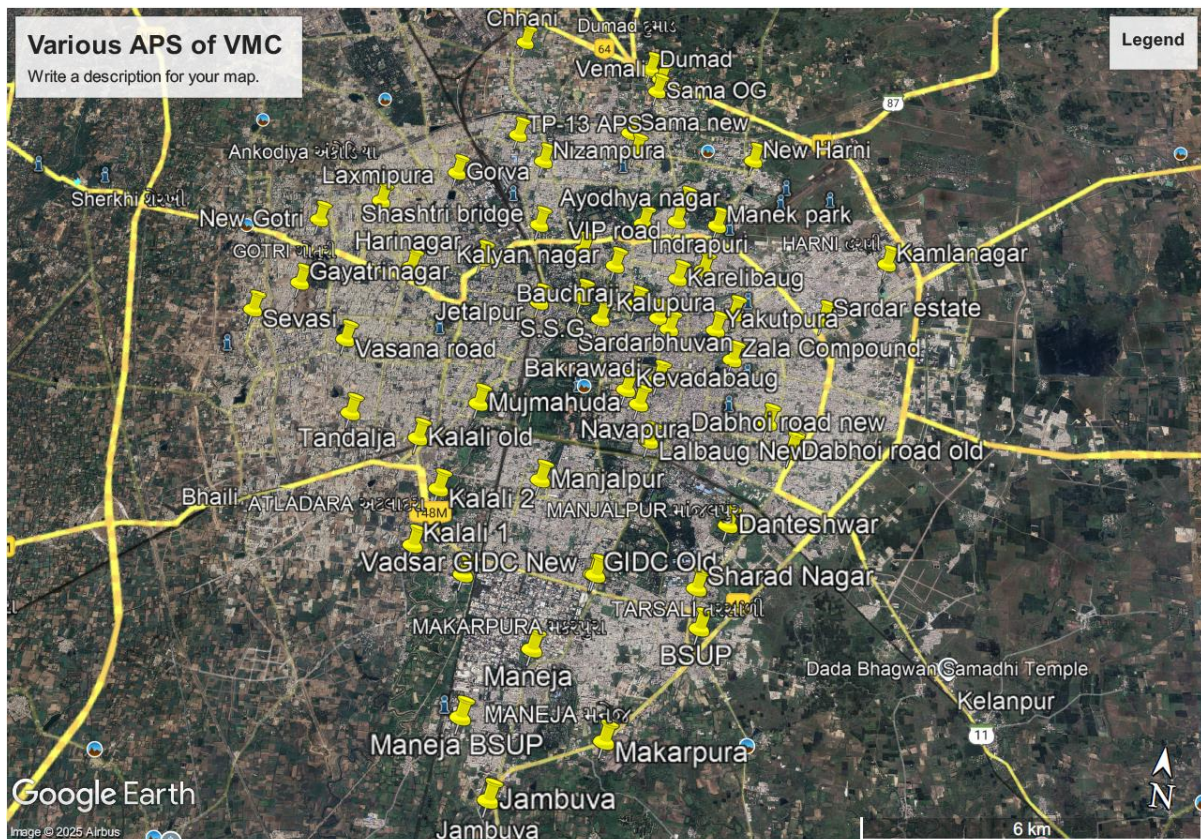 Various APS of VMC
Write a description for your map.
Legend
Chhani
Dumad દુમાડ
64
Dumad
Vemali
Sama OG
87
TP-13 APS
Sama new
Nizampura
New Harni
Ankodiya અંકોડિયા
Gorva
Laxmipura
Sherkhi શેરખી
Ayodhya nagar
New Gotri
Shashtri bridge
Manek park
VIP road
Indrapuri
Harinagar
HARNI હરણી
GOTRI ગોત્રી
Kalyan nagar
Kamlanagar
Gayatrinagar
Karelibaug
Bauchraji
Kalupura
Jetalpur
Sardar estate
Sevasi
S.S.G
Yakutpura
Sardarbhuvan
Vasana road
Zala Compound
Bakrawadi
Kevadabaug
Mujmahuda
Navapura
Dabhoi road new
Tandalja
Kalali old
Lalbaug New
Dabhoi road old
Manjalpur
Bhaili
ATLADARA અટલાદરા
Kalali 2
MANJALPUR માંજલપુર
148M
Danteshwar
Kalali 1
Vadsar GIDC New
GIDC Old
Sharad Nagar
TARSALI તરસાલી
MAKARPURA મકરપુરા
BSUP
Maneja
Dada Bhagwan Samadhi Temple
Kelanpur
MANEJA મનેજા
11
Maneja BSUP
Makarpura
Jambuva
Jambuva
N
Google Earth
Image © 2025 Airbus
6 km